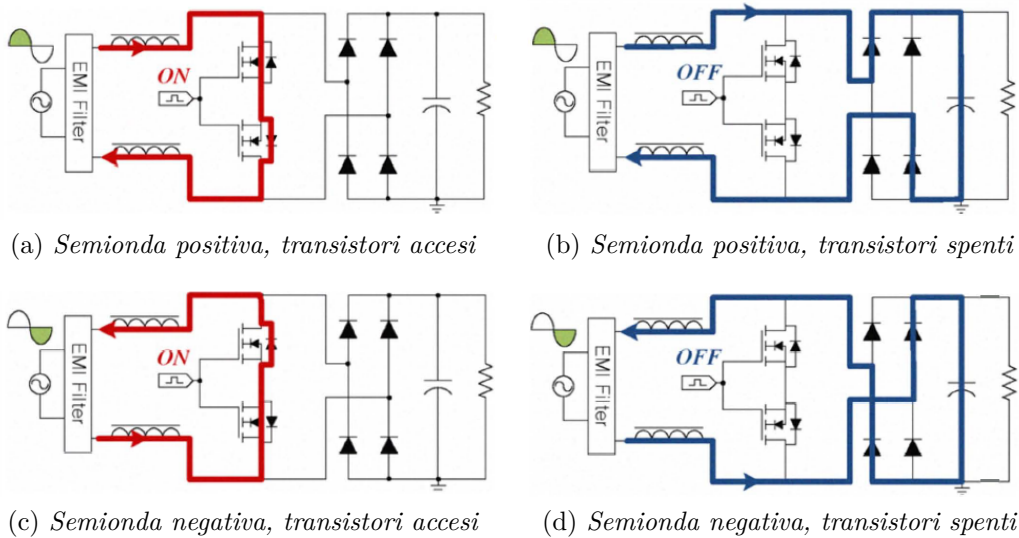 EMI Filter
ON
EMI Filter
OFF
(a) Semionda positiva, transistori accesi
(b) Semionda positiva, transistori spenti
EMI Filter
ON
EMI Filter
OFF
(c) Semionda negativa, transistori accesi
(d) Semionda negativa, transistori spenti